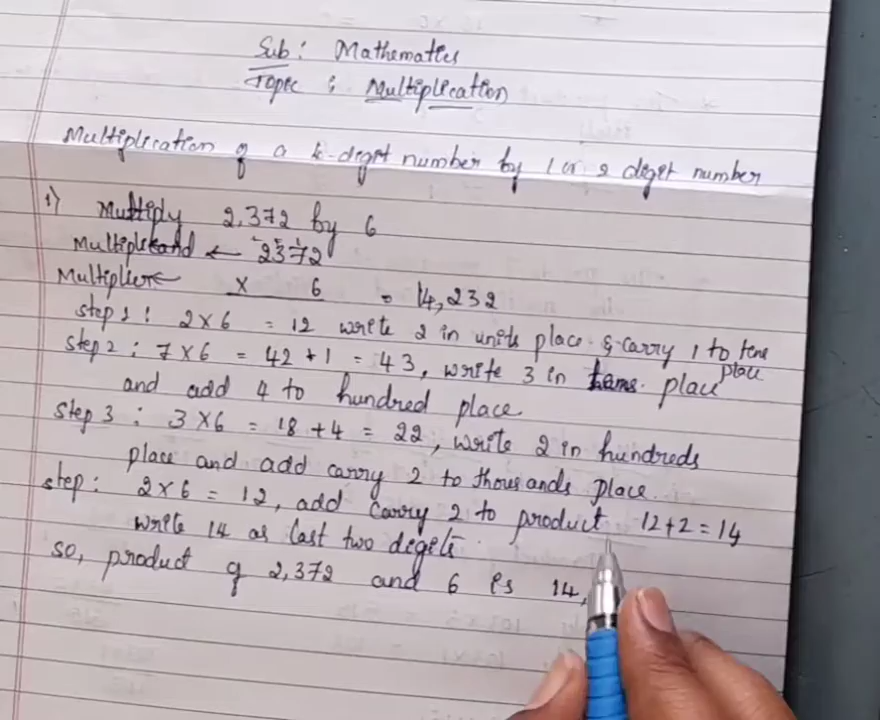 Sub: Mathematics
Topic : Multiplication
Multiplication of a 4-digit number by 1 or 2 digit number
1) Multiply 2,372 by 6
Multiplicand ← 2372
Multiplier ← x 6 = 14,232
step 1: 2×6 = 12 write 2 in units place & carry 1 to tens place
step 2: 7×6 = 42+1 = 43, write 3 in tens place
and add 4 to hundred place
step 3: 3×6 = 18+4 = 22, write 2 in hundreds
place and add carry 2 to thousands place.
step: 2×6 = 12, add carry 2 to product 12+2=14
write 14 as last two digits.
so, product of 2,372 and 6 is 14,